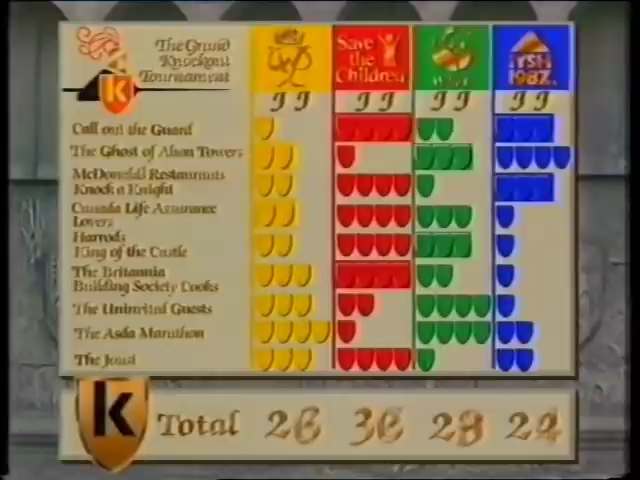 The Grand
Knockout
Tournament
K
Save
the
Children
WWF
IYSH
1987
Call out the Guard
The Ghost of Alton Towers
McDonald Restaurants
Knock a Knight
Canada Life Assurance
Lovers
Harrods
King of the Castle
The Britannia
Building Society Cooks
The Uninvited Guests
The Asda Marathon
The Joust
K
Total 26 36 28 24